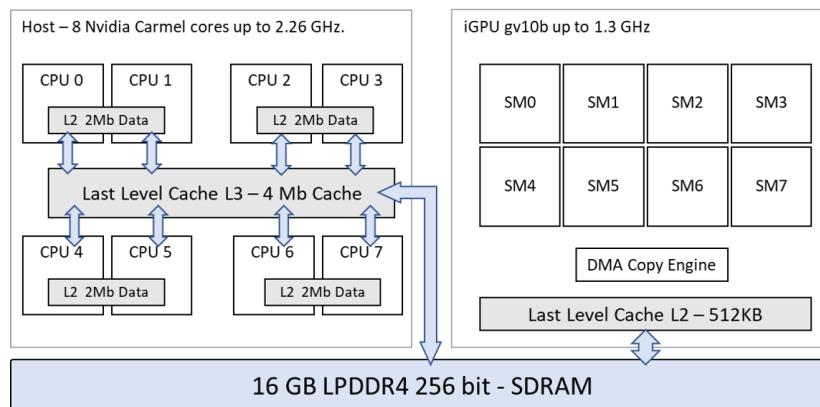 Host – 8 Nvidia Carmel cores up to 2.26 GHz.
CPU 0
CPU 1
L2 2Mb Data
CPU 2
CPU 3
L2 2Mb Data
Last Level Cache L3 – 4 Mb Cache
CPU 4
CPU 5
L2 2Mb Data
CPU 6
CPU 7
L2 2Mb Data
iGPU gv10b up to 1.3 GHz
SM0
SM1
SM2
SM3
SM4
SM5
SM6
SM7
DMA Copy Engine
Last Level Cache L2 – 512KB
16 GB LPDDR4 256 bit - SDRAM